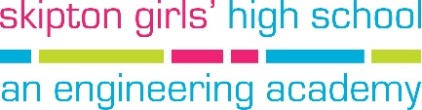 skipton girls' high school
an engineering academy